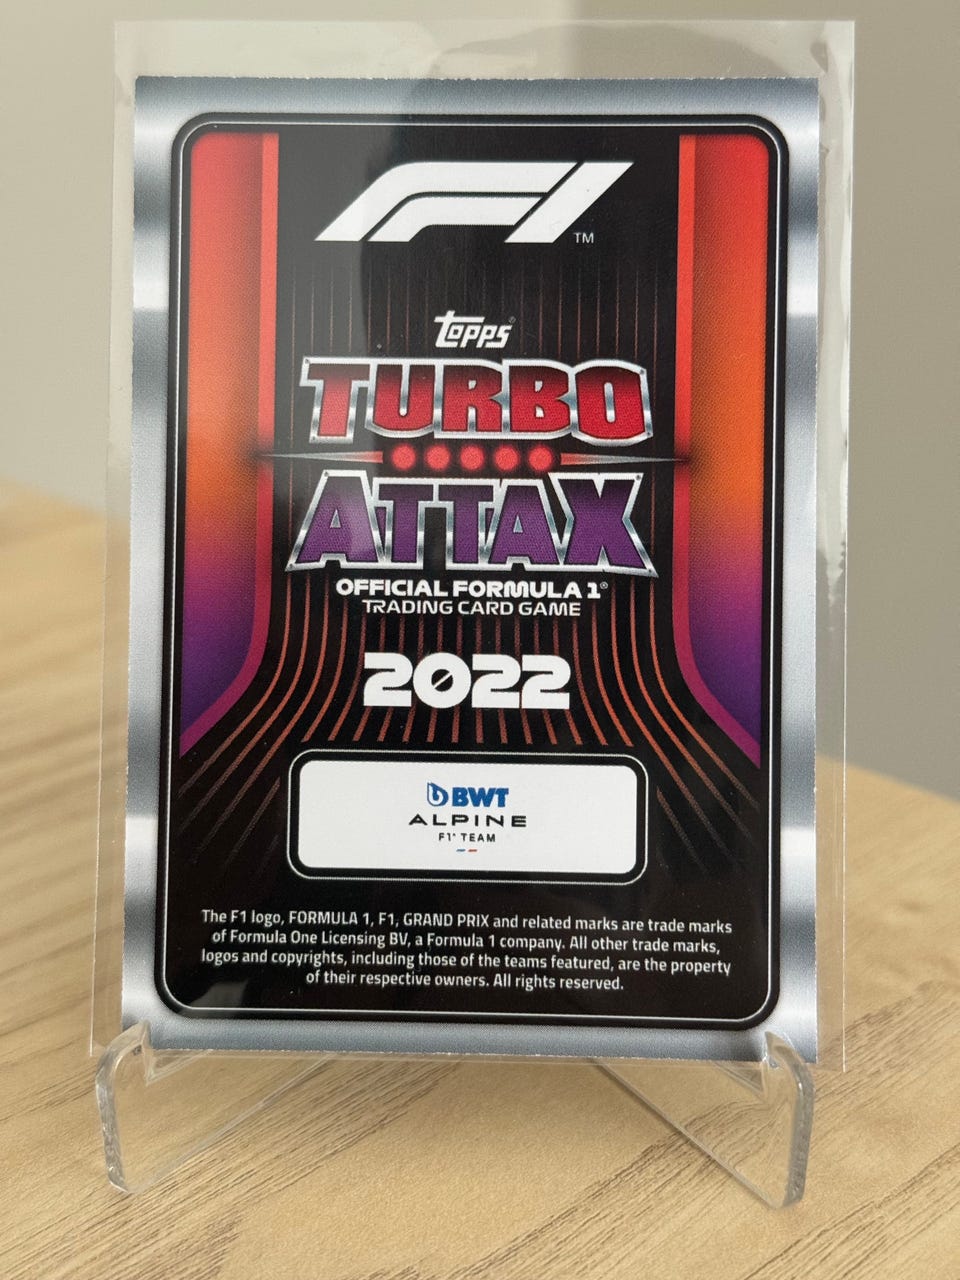 F1 ™
Topps®
TURBO
ATTAX
OFFICIAL FORMULA 1®
TRADING CARD GAME
2022
BWT
ALPINE
F1® TEAM
The F1 logo, FORMULA 1, F1, GRAND PRIX and related marks are trade marks
of Formula One Licensing BV, a Formula 1 company. All other trade marks,
logos and copyrights, including those of the teams featured, are the property
of their respective owners. All rights reserved.